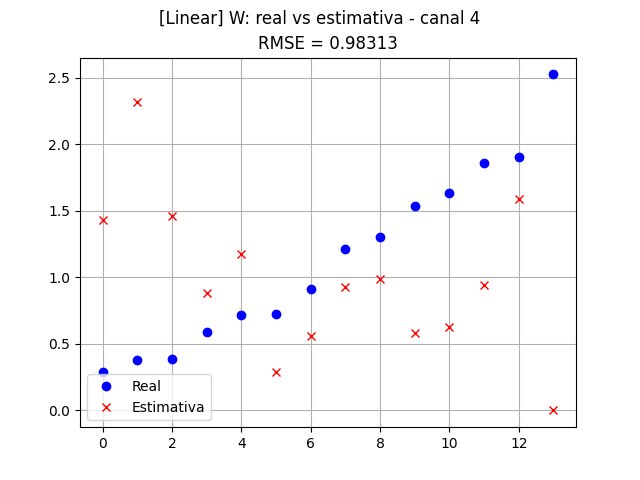 [Linear] W: real vs estimativa - canal 4
RMSE = 0.98313
2.5
2.0
1.5
1.0
0.5
0.0
Real
Estimativa
0 2 4 6 8 10 12